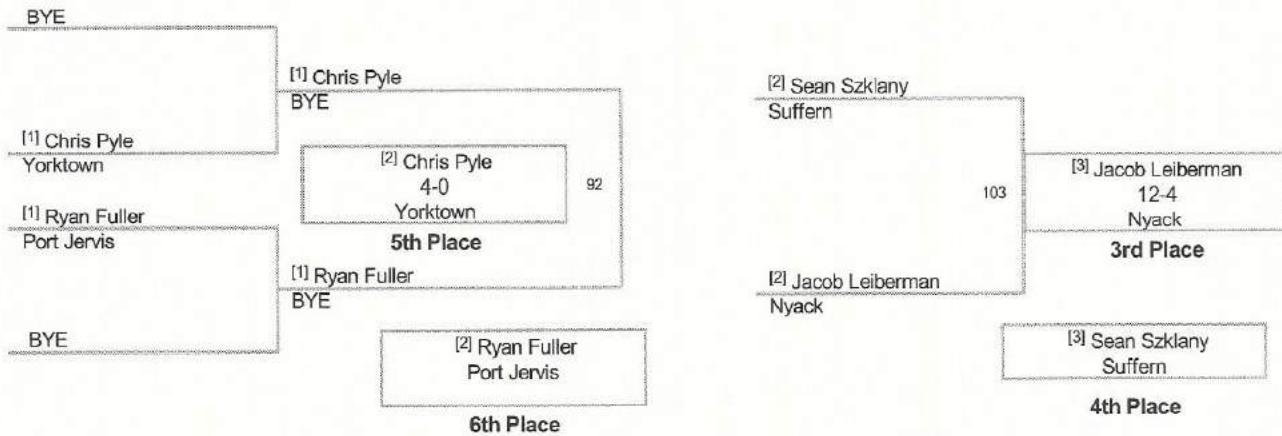 BYE
[1] Chris Pyle
BYE
[1] Chris Pyle
Yorktown
[2] Chris Pyle
4-0
Yorktown
92
5th Place
[1] Ryan Fuller
Port Jervis
[1] Ryan Fuller
BYE
BYE
[2] Ryan Fuller
Port Jervis
6th Place
[2] Sean Szklany
Suffern
103
[3] Jacob Leiberman
12-4
Nyack
3rd Place
[2] Jacob Leiberman
Nyack
[3] Sean Szklany
Suffern
4th Place